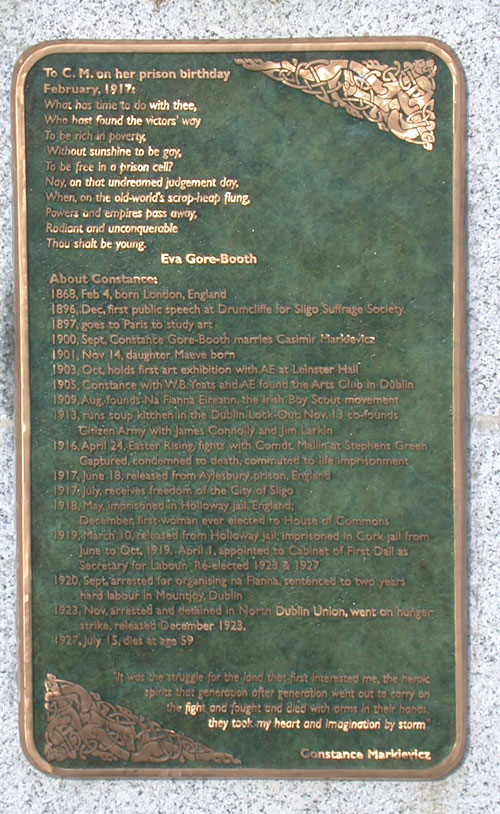 To C. M. on her prison birthday
February, 1917:
What has time to do with thee,
Who hast found the victors' way
To be rich in poverty,
Without sunshine to be gay,
To be free in a prison cell?
Nay, on that undreamed judgement day,
When, on the old-world's scrap-heap flung,
Powers and empires pass away,
Radiant and unconquerable
Thou shalt be young.
Eva Gore-Booth
About Constance:
1868, Feb 4, born London, England
1896, Dec, first public speech at Drumcliffe for Sligo Suffrage Society.
1897, goes to Paris to study art
1900, Sept, Constance Gore-Booth marries Casimir Markievicz
1901, Nov 14, daughter Maeve born
1903, Oct, holds first art exhibition with AE at Leinster Hall
1905, Constance with W.B. Yeats and AE found the Arts Club in Dublin
1909, Aug, founds Na Fianna Eireann, the Irish Boy Scout movement
1913, runs soup kitchen in the Dublin Lock-Out; Nov. 13 co-founds
Citizen Army with James Connolly and Jim Larkin
1916, April 24, Easter Rising, fights with Comdt. Mallin at Stephens Green
Captured, condemned to death, commuted to life imprisonment
1917, June 18, released from Aylesbury prison, England
1917, July, receives freedom of the City of Sligo
1918, May, imprisoned in Holloway jail, England;
December, first woman ever elected to House of Commons
1919, March 10, released from Holloway jail; imprisoned in Cork jail from
June to Oct, 1919. April 1, appointed to Cabinet of First Dail as
Secretary for Labour. Re-elected 1923 & 1927
1920, Sept, arrested for organising na Fianna, sentenced to two years
hard labour in Mountjoy, Dublin
1923, Nov, arrested and detained in North Dublin Union, went on hunger
strike, released December 1923.
1927, July 15, dies at age 59
"It was the struggle for the land that first interested me, the heroic
spirits that generation after generation went out to carry on
the fight and fought and died with arms in their hands,
they took my heart and imagination by storm"
Constance Markievicz